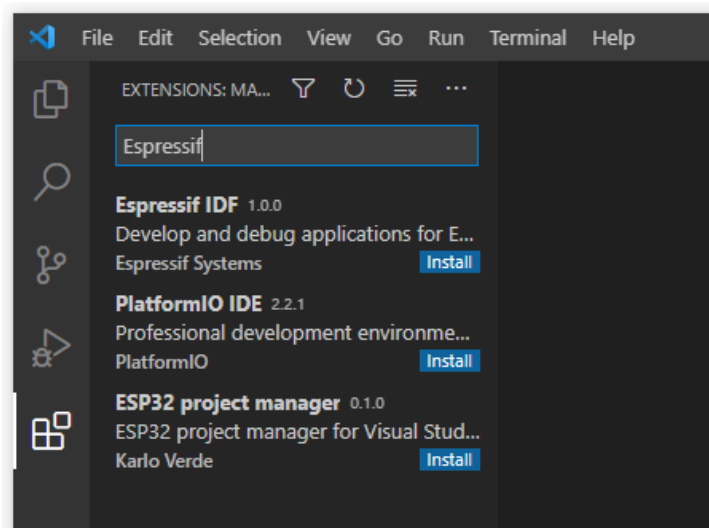 File Edit Selection View Go Run Terminal Help
EXTENSIONS: MA...
Espressif
Espressif IDF 1.0.0
Develop and debug applications for E...
Espressif Systems Install
PlatformIO IDE 2.2.1
Professional development environme...
PlatformIO Install
ESP32 project manager 0.1.0
ESP32 project manager for Visual Stud...
Karlo Verde Install